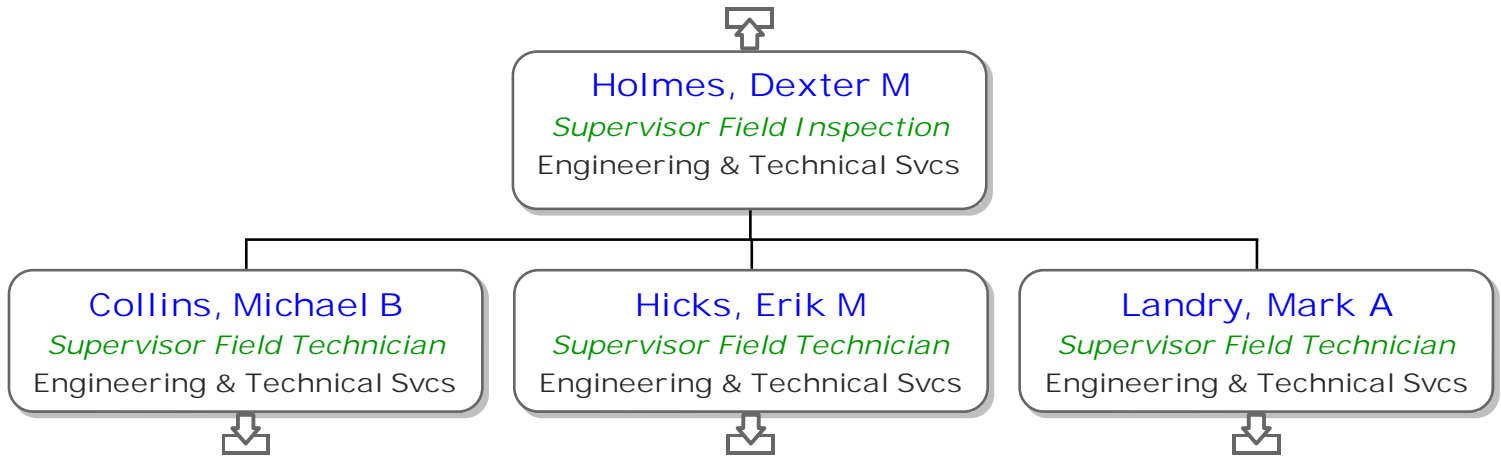 Holmes, Dexter M
Supervisor Field Inspection
Engineering & Technical Svcs
Collins, Michael B
Supervisor Field Technician
Engineering & Technical Svcs
Hicks, Erik M
Supervisor Field Technician
Engineering & Technical Svcs
Landry, Mark A
Supervisor Field Technician
Engineering & Technical Svcs